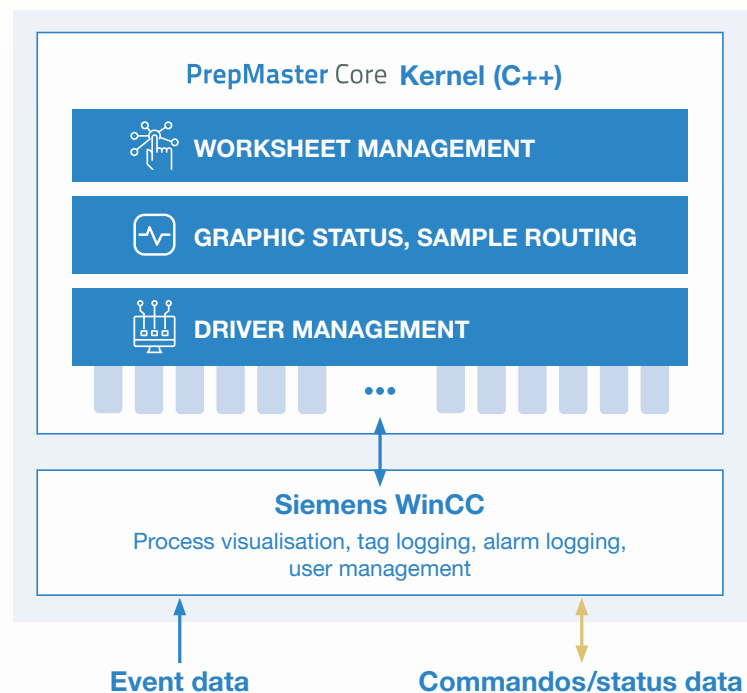 PrepMaster Core Kernel (C++)
WORKSHEET MANAGEMENT
GRAPHIC STATUS, SAMPLE ROUTING
DRIVER MANAGEMENT
...
Siemens WinCC
Process visualisation, tag logging, alarm logging,
user management
Event data
Commandos/status data